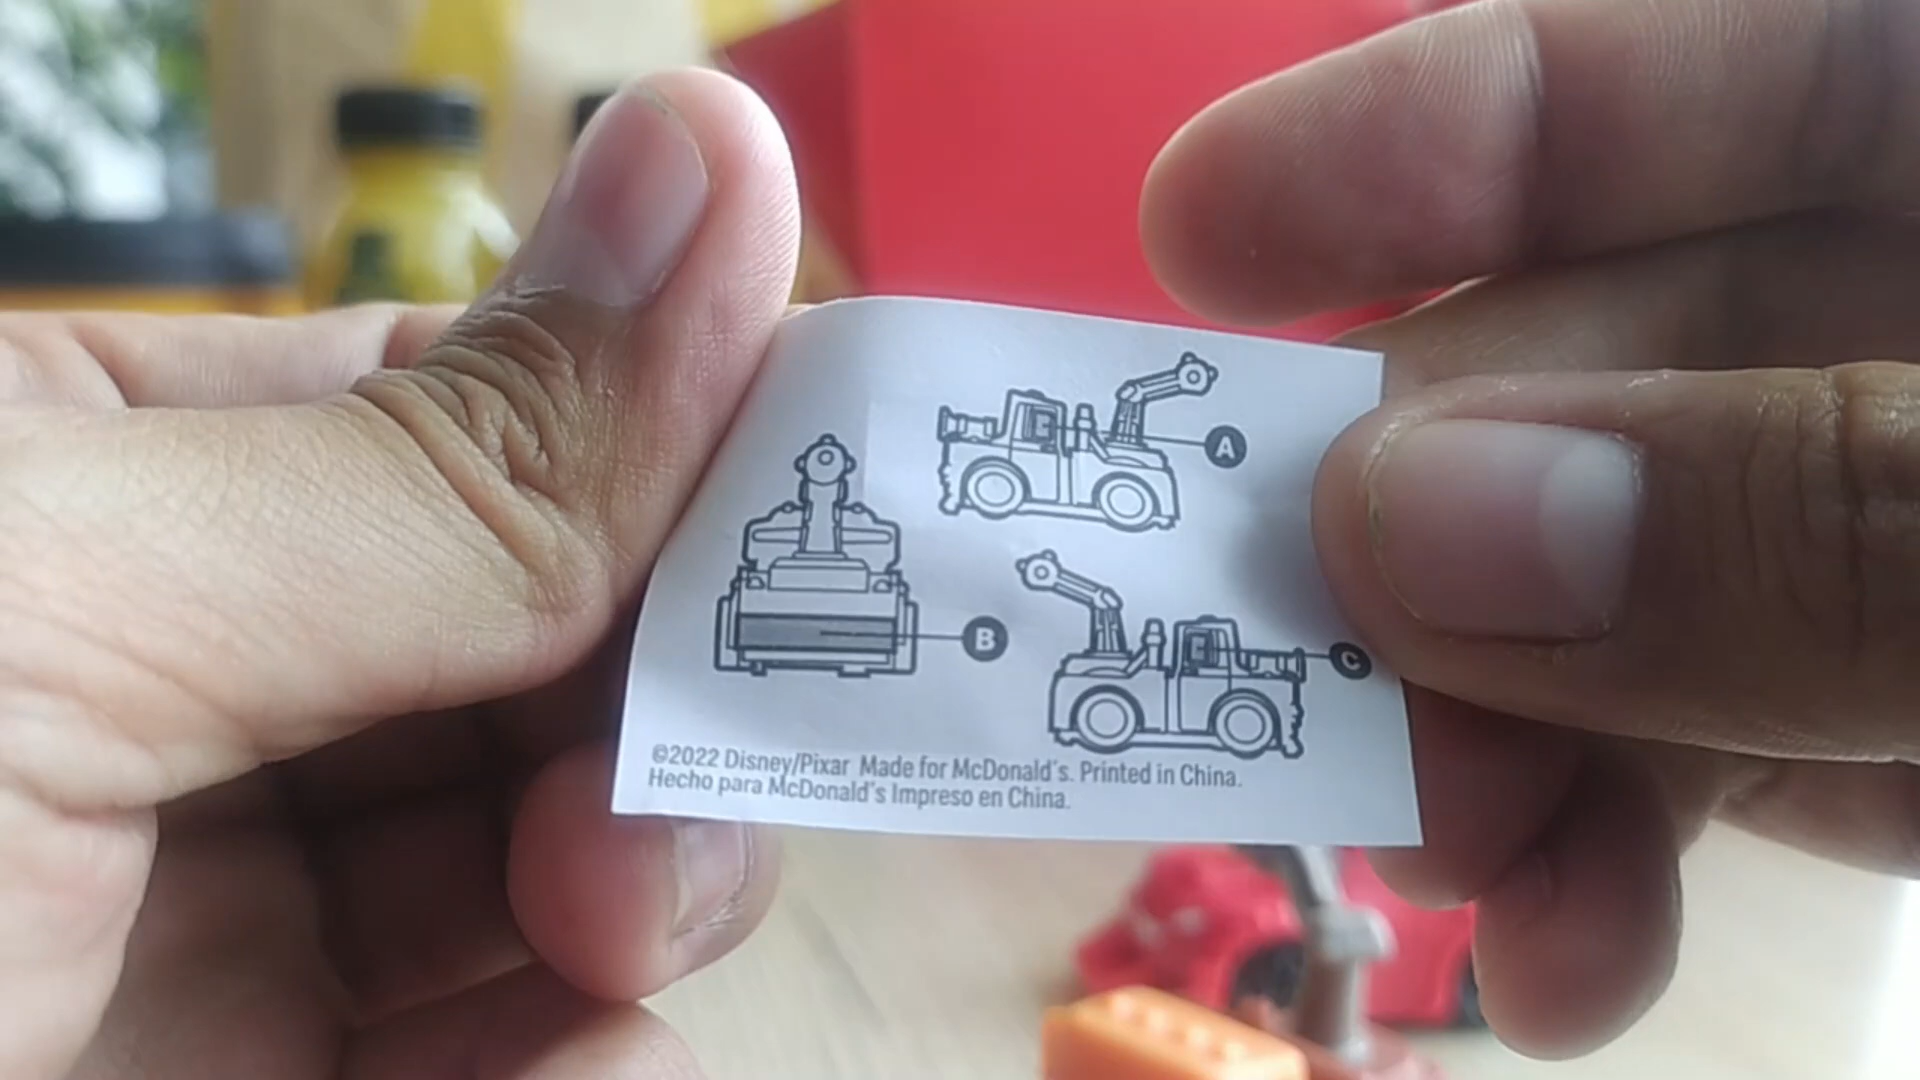 A
B
C
©2022 Disney/Pixar Made for McDonald's. Printed in China.
Hecho para McDonald's Impreso en China.